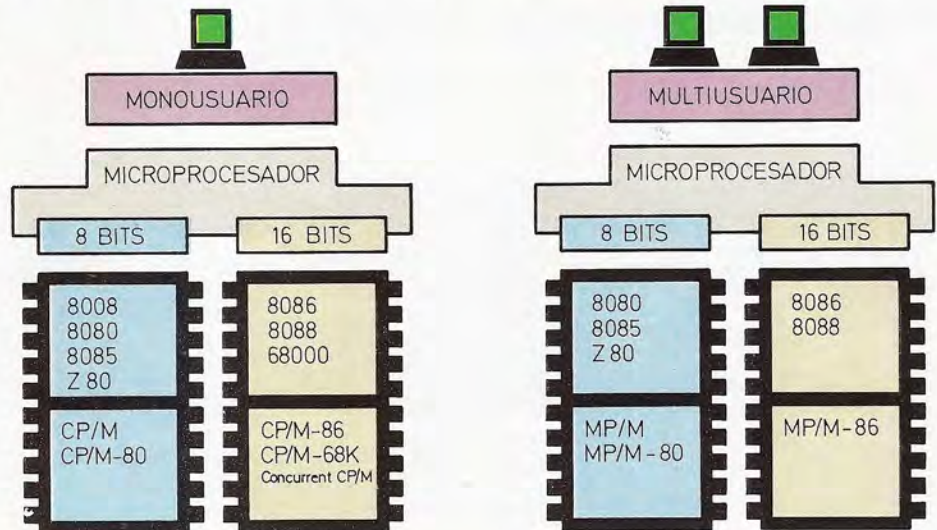 MONOUSUARIO
MICROPROCESADOR
8 BITS
16 BITS
8008
8080
8085
Z 80
8086
8088
68000
CP/M
CP/M-80
CP/M-86
CP/M-68K
Concurrent CP/M
MULTIUSUARIO
MICROPROCESADOR
8 BITS
16 BITS
8080
8085
Z 80
8086
8088
MP/M
MP/M-80
MP/M-86